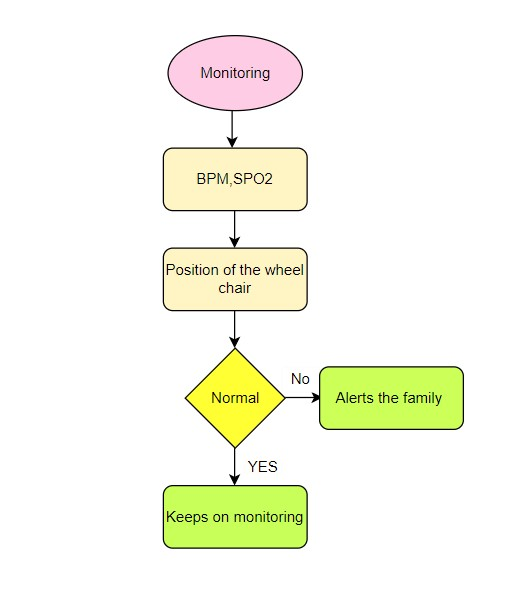 Monitoring
BPM,SPO2
Position of the wheel
chair
Normal
No
Alerts the family
YES
Keeps on monitoring